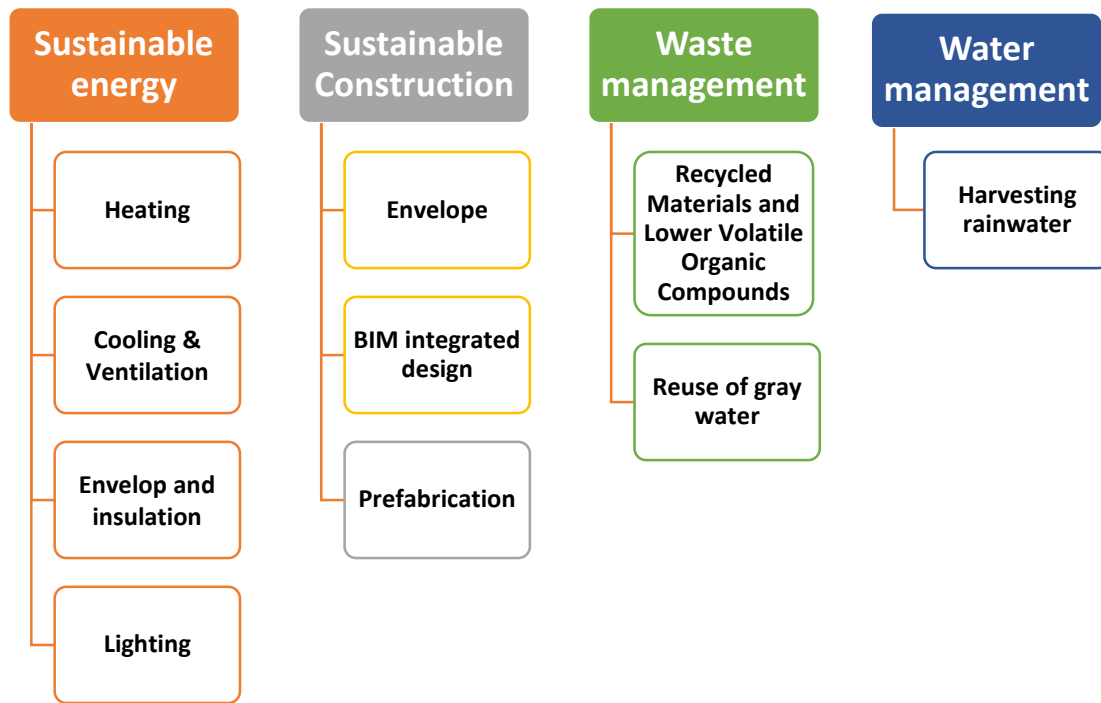 Sustainable
energy
Heating
Cooling &
Ventilation
Envelop and
insulation
Lighting
Sustainable
Construction
Envelope
BIM integrated
design
Prefabrication
Waste
management
Recycled
Materials and
Lower Volatile
Organic
Compounds
Reuse of gray
water
Water
management
Harvesting
rainwater